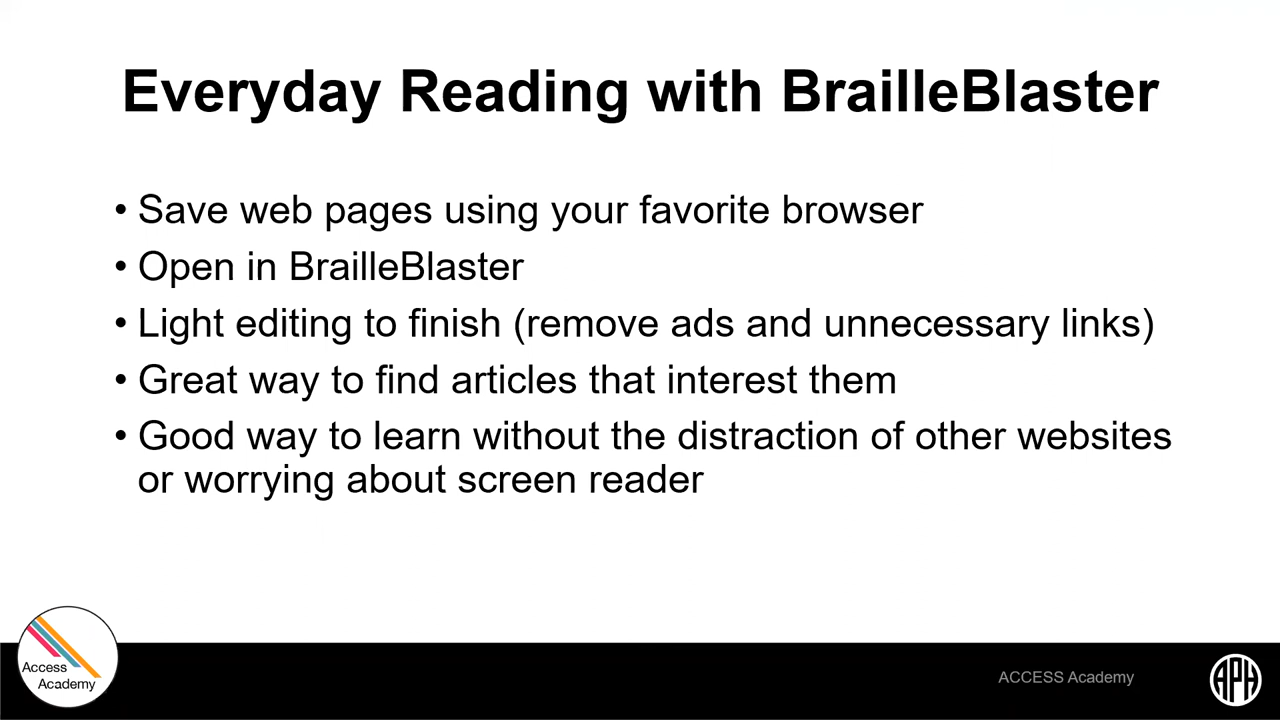 Everyday Reading with BrailleBlaster
• Save web pages using your favorite browser
• Open in BrailleBlaster
• Light editing to finish (remove ads and unnecessary links)
• Great way to find articles that interest them
• Good way to learn without the distraction of other websites
or worrying about screen reader
Access
Academy
ACCESS Academy
APH